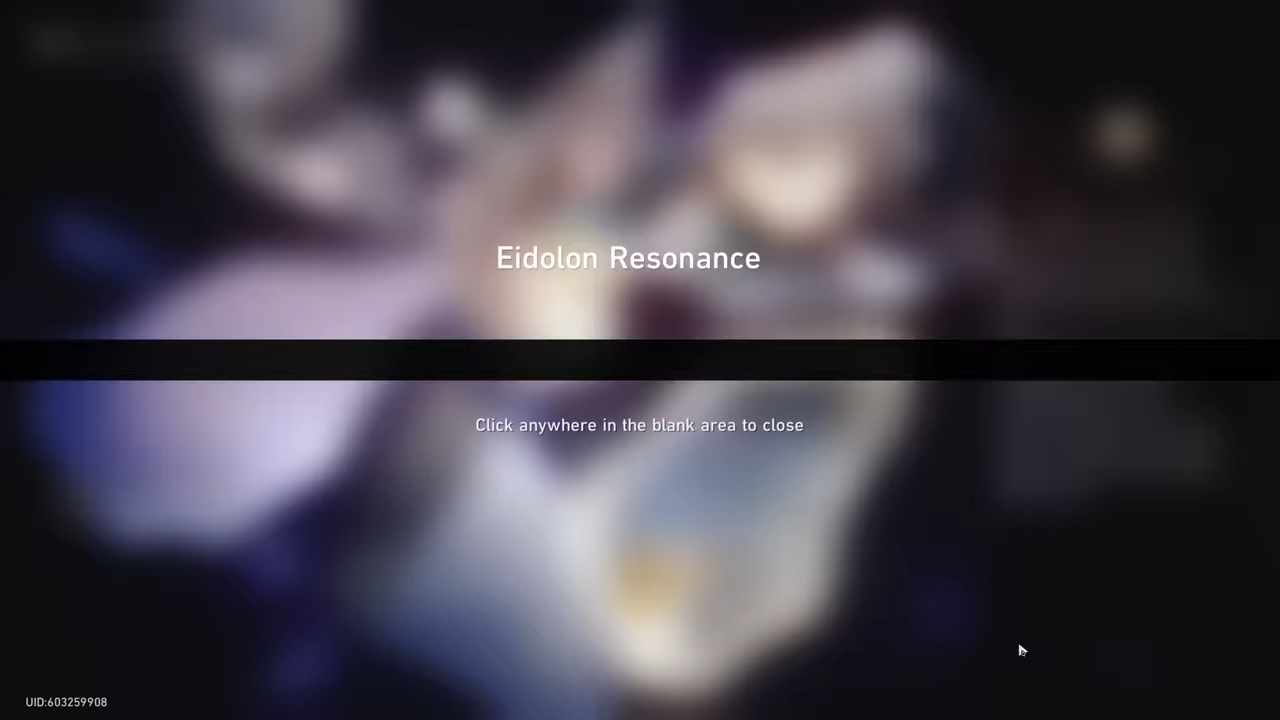 Eidolon Resonance
Click anywhere in the blank area to close
UID:603259908